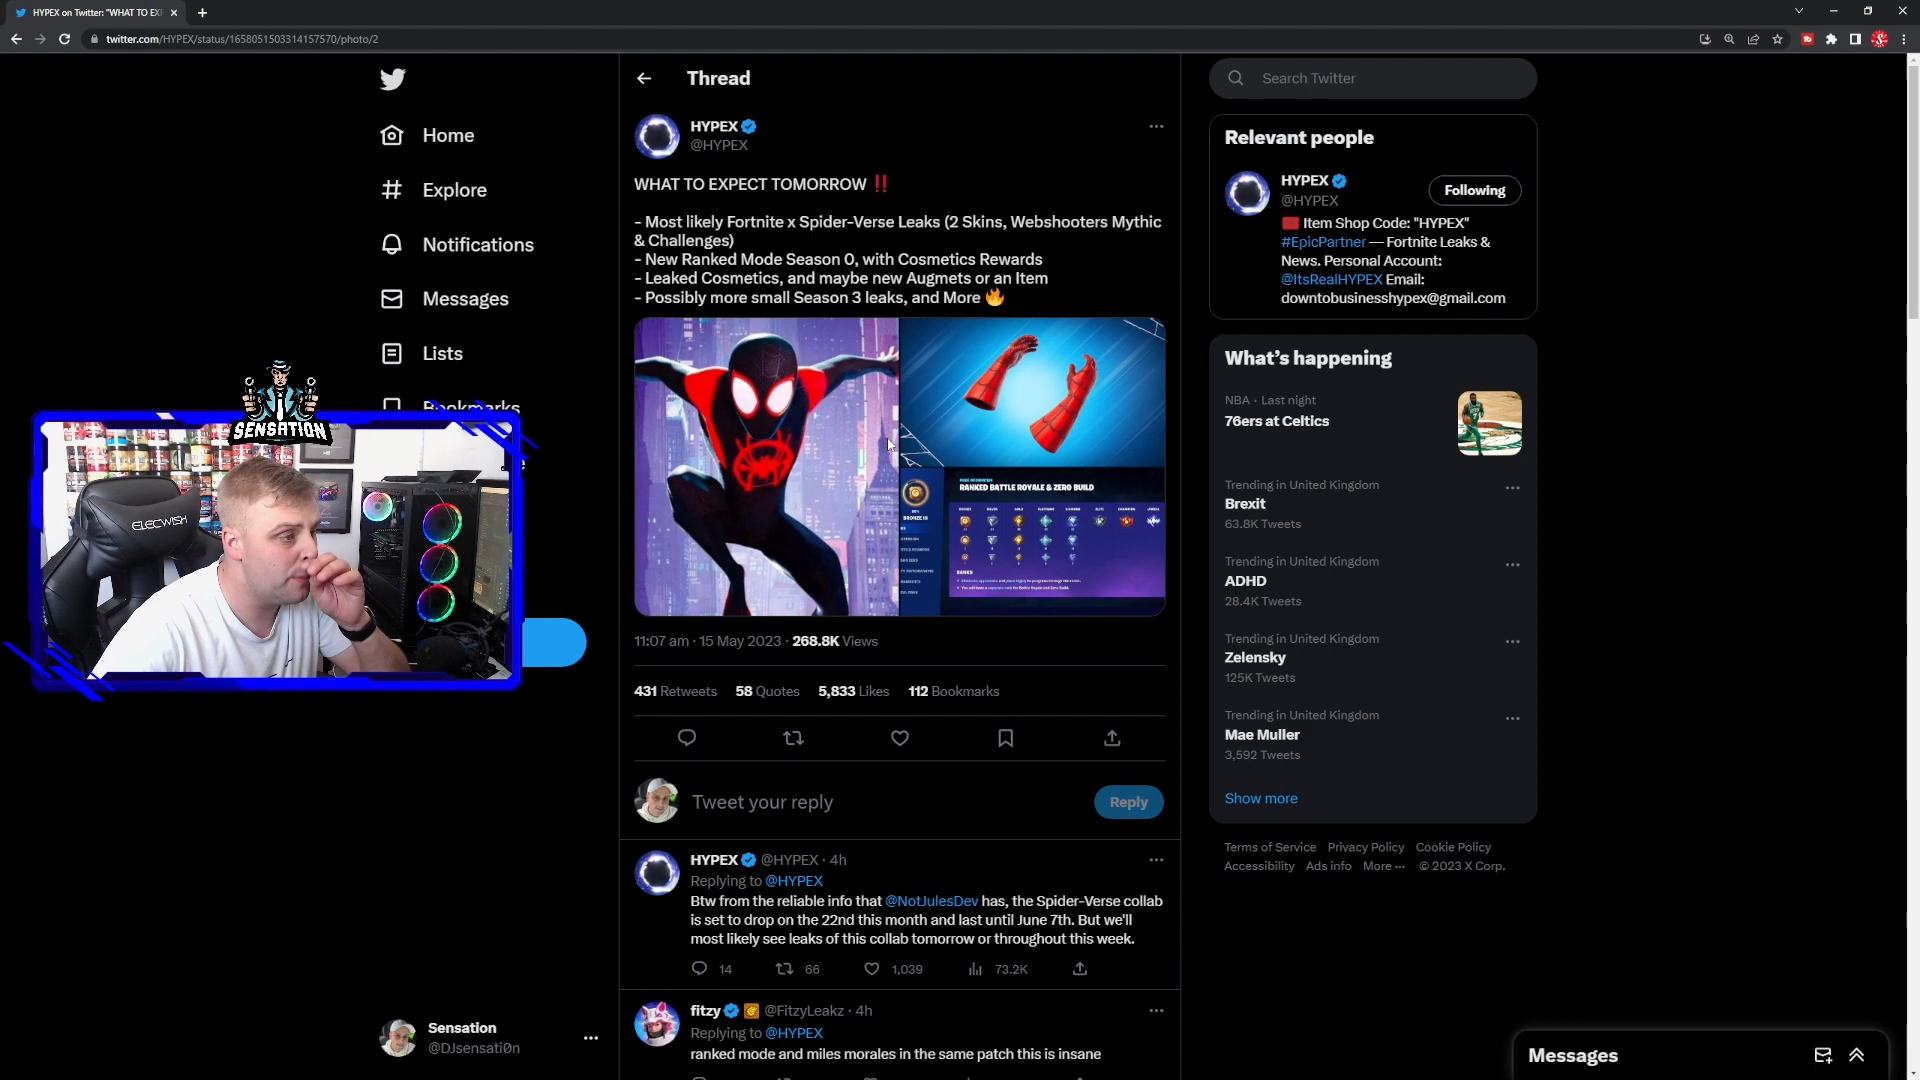 HYPEX on Twitter: "WHAT TO EX
twitter.com/HYPEX/status/1658051503314157570/photo/2
Home
Explore
Notifications
Messages
Lists
Bookmarks
SENSATION
ELECWISH
Sensation
@DJsensati0n
Thread
HYPEX
@HYPEX
WHAT TO EXPECT TOMORROW ‼️
- Most likely Fortnite x Spider-Verse Leaks (2 Skins, Webshooters Mythic
& Challenges)
- New Ranked Mode Season 0, with Cosmetics Rewards
- Leaked Cosmetics, and maybe new Augmets or an Item
- Possibly more small Season 3 leaks, and More 🔥
RANKED BATTLE ROYALE & ZERO BUILD
BRONZE III
RANKS
11:07 am · 15 May 2023 · 268.8K Views
431 Retweets 58 Quotes 5,833 Likes 112 Bookmarks
Tweet your reply
Reply
HYPEX @HYPEX · 4h
Replying to @HYPEX
Btw from the reliable info that @NotJulesDev has, the Spider-Verse collab
is set to drop on the 22nd this month and last until June 7th. But we'll
most likely see leaks of this collab tomorrow or throughout this week.
14 66 1,039 73.2K
fitzy @FitzyLeakz · 4h
Replying to @HYPEX
ranked mode and miles morales in the same patch this is insane
Search Twitter
Relevant people
HYPEX
@HYPEX
Following
Item Shop Code: "HYPEX"
#EpicPartner — Fortnite Leaks &
News. Personal Account:
@ItsRealHYPEX Email:
downtobusinesshypex@gmail.com
What's happening
NBA · Last night
76ers at Celtics
Trending in United Kingdom
Brexit
63.8K Tweets
Trending in United Kingdom
ADHD
28.4K Tweets
Trending in United Kingdom
Zelensky
125K Tweets
Trending in United Kingdom
Mae Muller
3,592 Tweets
Show more
Terms of Service Privacy Policy Cookie Policy
Accessibility Ads info More ··· © 2023 X Corp.
Messages